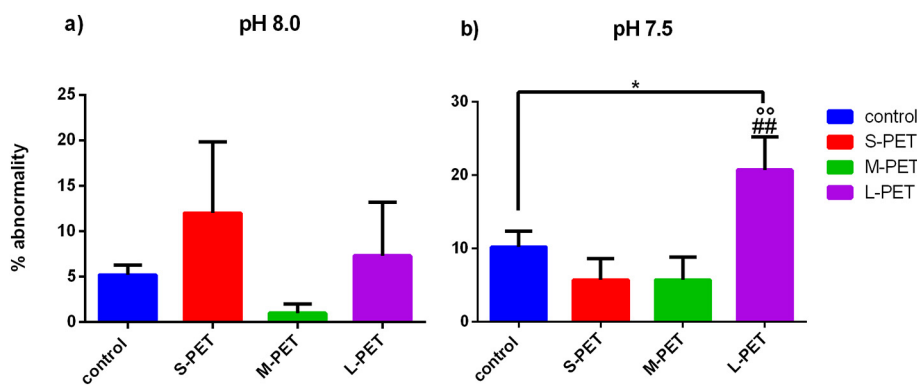 a) pH 8.0
% abnormality
25
20
15
10
5
0
control
S-PET
M-PET
L-PET
b) pH 7.5
30
20
10
0
*
°°
##
control
S-PET
M-PET
L-PET
control
S-PET
M-PET
L-PET